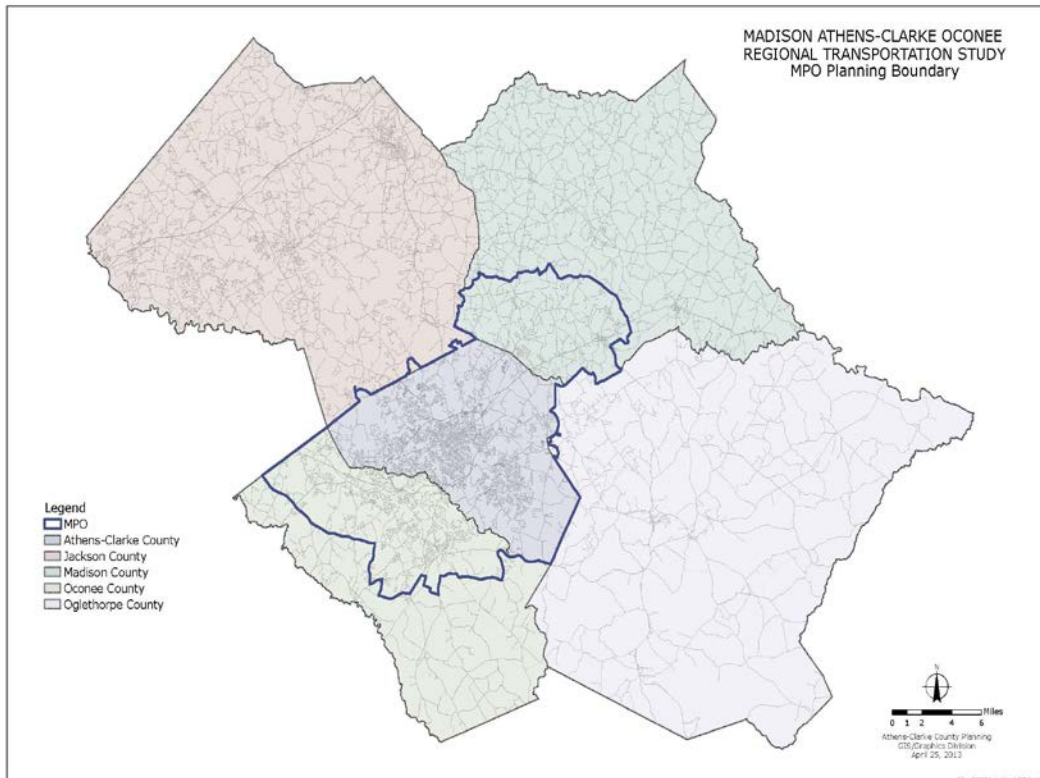 MADISON ATHENS-CLARKE OCONEE
REGIONAL TRANSPORTATION STUDY
MPO Planning Boundary
Legend
MPO
Athens-Clarke County
Jackson County
Madison County
Oconee County
Oglethorpe County
N
Miles
0 1 2 4 6
Athens-Clarke County Planning
GIS/Graphics Division
April 25, 2013